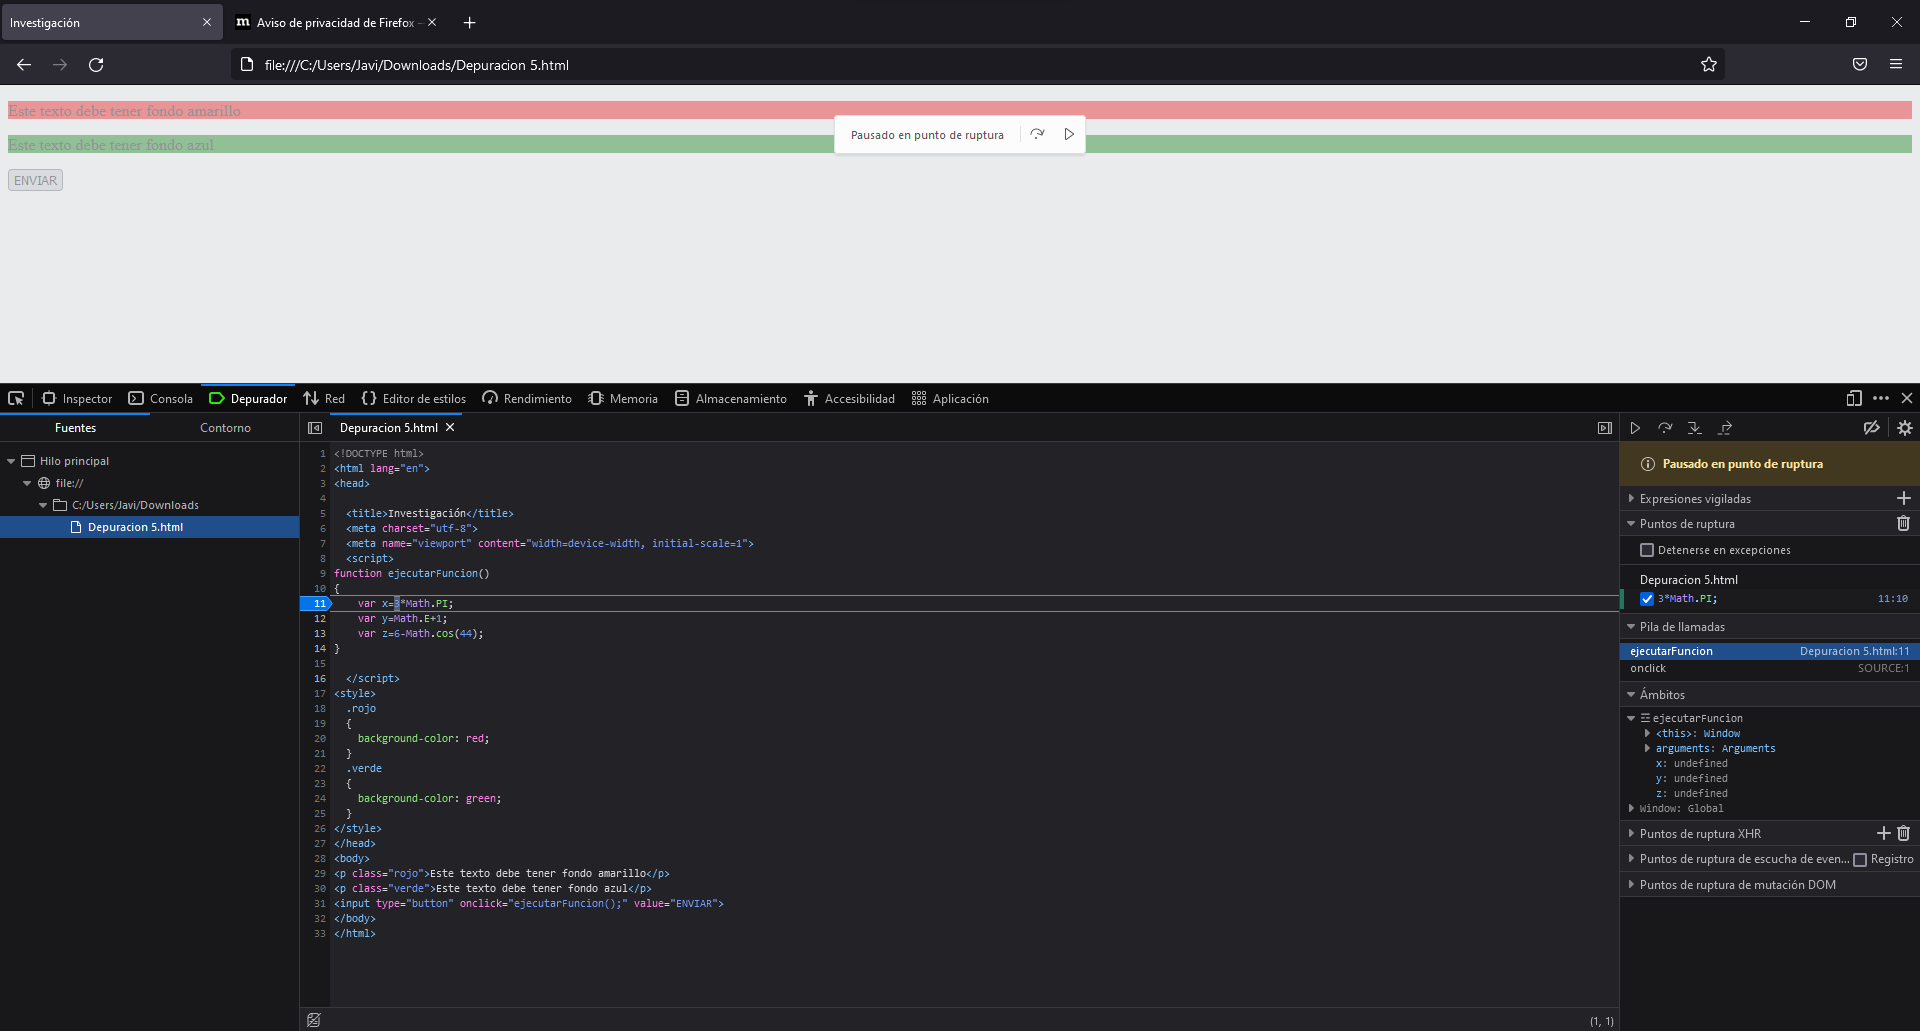 Investigación
m Aviso de privacidad de Firefox —
file:///C:/Users/Javi/Downloads/Depuracion 5.html
Este texto debe tener fondo amarillo
Pausado en punto de ruptura
Este texto debe tener fondo azul
ENVIAR
Inspector Consola Depurador Red Editor de estilos Rendimiento Memoria Almacenamiento Accesibilidad Aplicación
Fuentes Contorno
Hilo principal
file://
C:/Users/Javi/Downloads
Depuracion 5.html
Depuracion 5.html
1 <!DOCTYPE html>
2 <html lang="en">
3 <head>
4
5 <title>Investigación</title>
6 <meta charset="utf-8">
7 <meta name="viewport" content="width=device-width, initial-scale=1">
8 <script>
9 function ejecutarFuncion()
10 {
11 var x=3*Math.PI;
12 var y=Math.E+1;
13 var z=6-Math.cos(44);
14 }
15
16 </script>
17 <style>
18 .rojo
19 {
20 background-color: red;
21 }
22 .verde
23 {
24 background-color: green;
25 }
26 </style>
27 </head>
28 <body>
29 <p class="rojo">Este texto debe tener fondo amarillo</p>
30 <p class="verde">Este texto debe tener fondo azul</p>
31 <input type="button" onclick="ejecutarFuncion();" value="ENVIAR">
32 </body>
33 </html>
(1, 1)
Pausado en punto de ruptura
Expresiones vigiladas
Puntos de ruptura
Detenerse en excepciones
Depuracion 5.html
3*Math.PI; 11:10
Pila de llamadas
ejecutarFuncion Depuracion 5.html:11
onclick SOURCE:1
Ámbitos
ejecutarFuncion
<this>: Window
arguments: Arguments
x: undefined
y: undefined
z: undefined
Window: Global
Puntos de ruptura XHR
Puntos de ruptura de escucha de even... Registro
Puntos de ruptura de mutación DOM